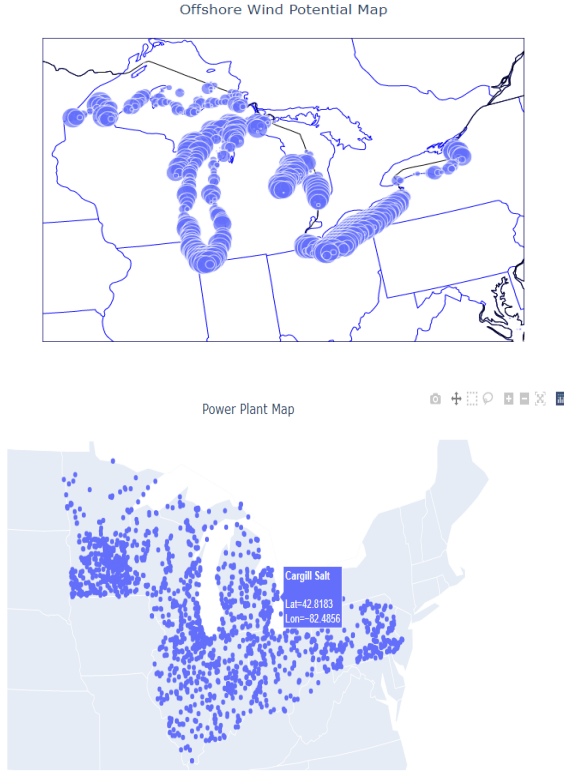 Offshore Wind Potential Map
Power Plant Map
Cargill Salt
Lat=42.8183
Lon=−82.4856